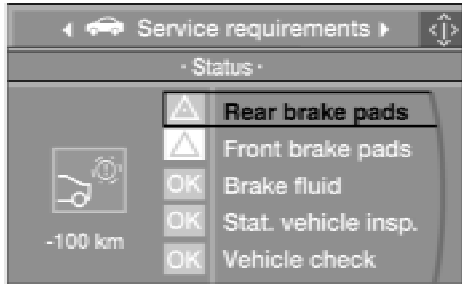 Service requirements
· Status ·
Rear brake pads
Front brake pads
OK Brake fluid
OK Stat. vehicle insp.
OK Vehicle check
-100 km